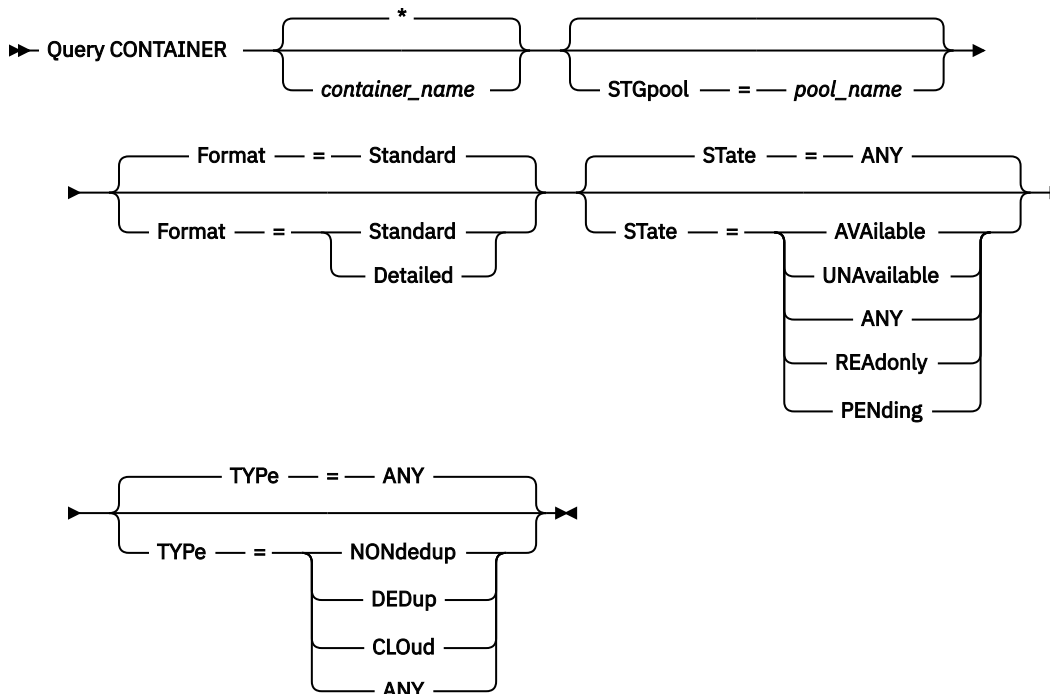 *
Query CONTAINER
container_name
STGpool = pool_name
Format = Standard
STate = ANY
Format = Standard
Detailed
STate = AVAilable
UNAvailable
ANY
REAdonly
PENding
TYPe = ANY
TYPe = NONdedup
DEDup
CLOud
ANY